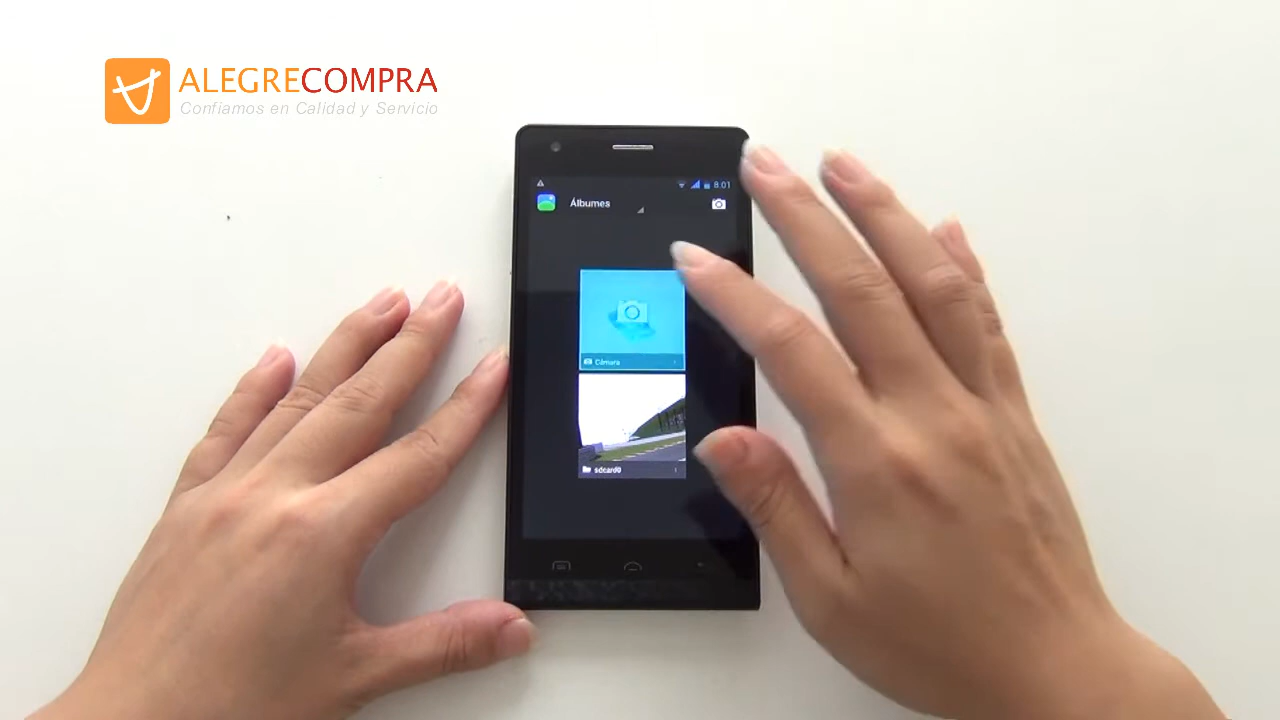 ALEGRECOMPRA
Confiamos en Calidad y Servicio
8:01
Álbumes
Cámara
sdcard0